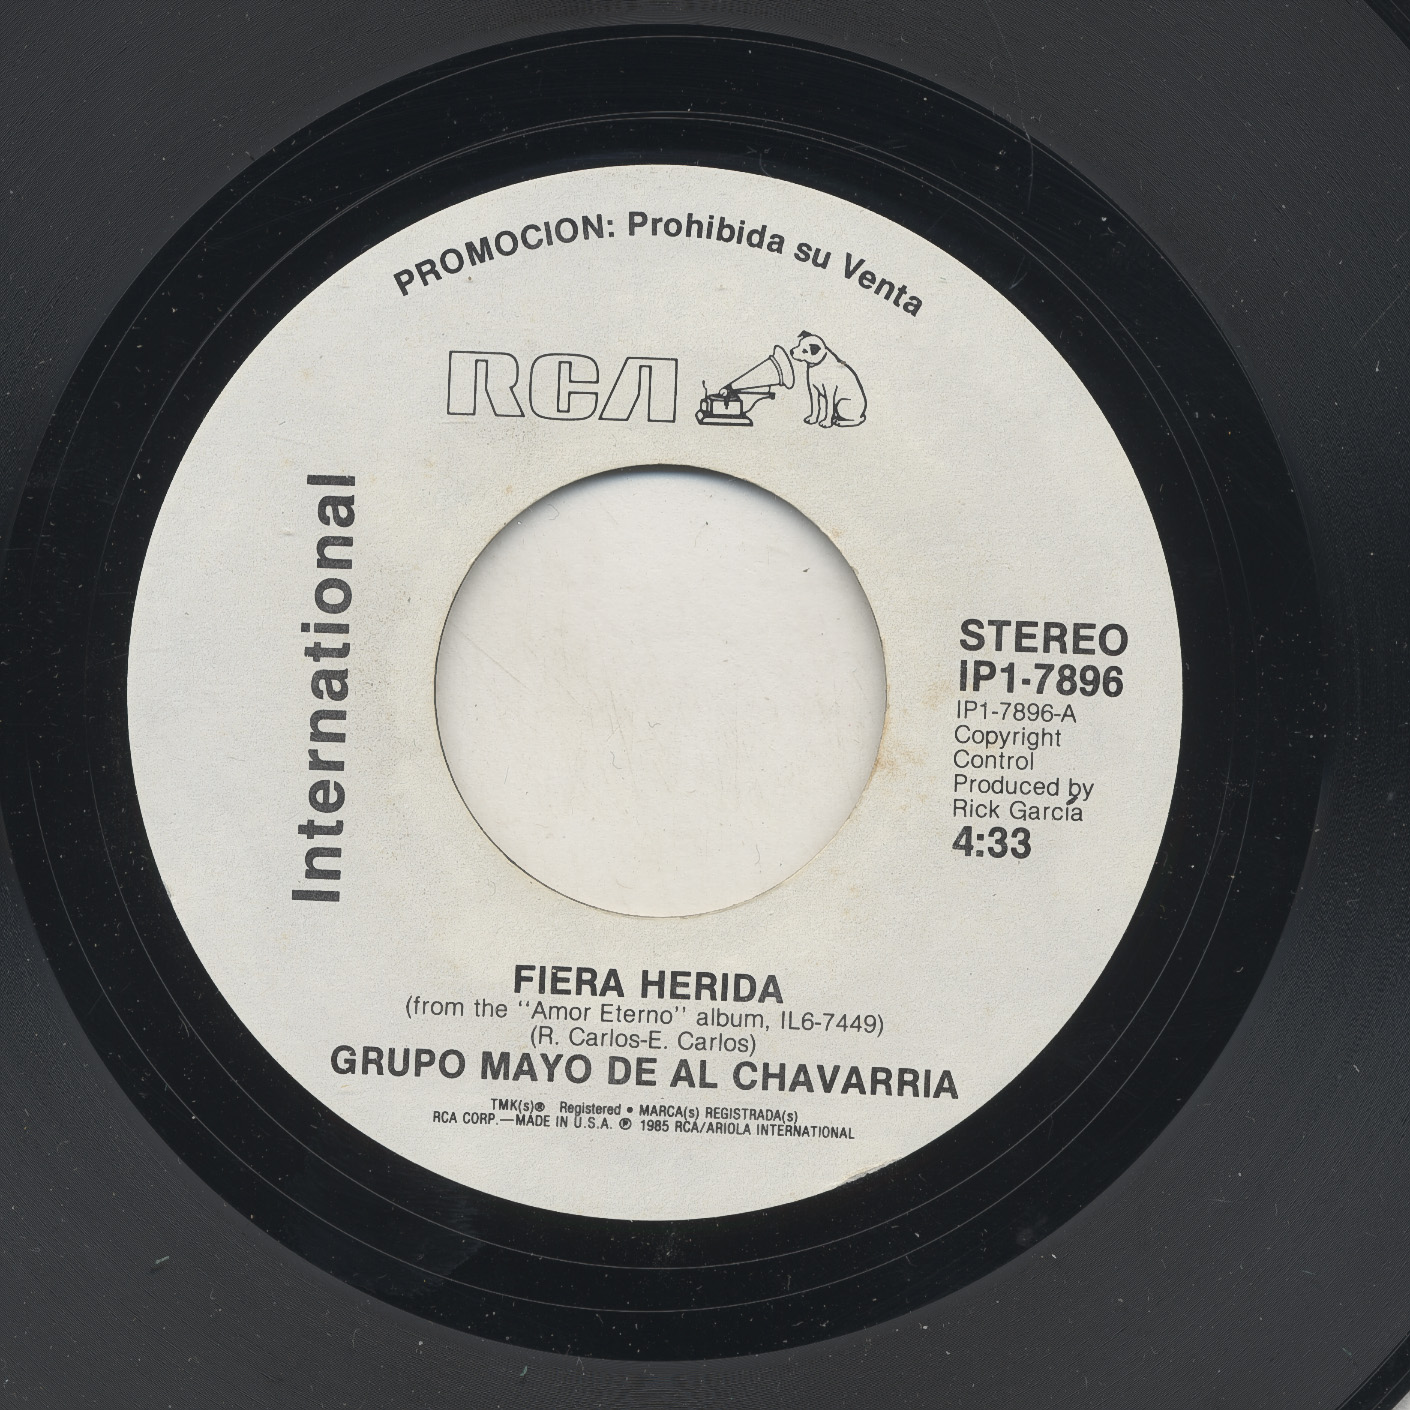 PROMOCION: Prohibida su Venta
RCA
International
STEREO
IP1-7896
IP1-7896-A
Copyright
Control
Produced by
Rick García
4:33
FIERA HERIDA
(from the "Amor Eterno" album, IL6-7449)
(R. Carlos-E. Carlos)
GRUPO MAYO DE AL CHAVARRIA
TMK(s)® Registered • MARCA(s) REGISTRADA(s)
RCA CORP.—MADE IN U.S.A. ℗ 1985 RCA/ARIOLA INTERNATIONAL